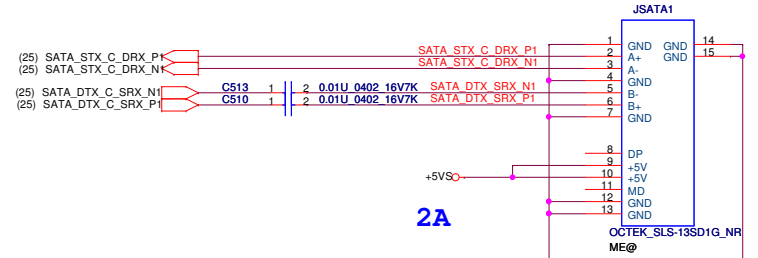 JSATA1
(25) SATA_STX_C_DRX_P1 SATA_STX_C_DRX_P1
(25) SATA_STX_C_DRX_N1 SATA_STX_C_DRX_N1
(25) SATA_DTX_C_SRX_N1 C513 1 2 0.01U_0402_16V7K SATA_DTX_SRX_N1
(25) SATA_DTX_C_SRX_P1 C510 1 2 0.01U_0402_16V7K SATA_DTX_SRX_P1
1 GND GND 14
2 A+ GND 15
3 A-
4 GND
5 B-
6 B+
7 GND
8 DP
9 +5V
+5VS 10 +5V
11 MD
12 GND
13 GND
2A
OCTEK_SLS-13SD1G_NR
ME@